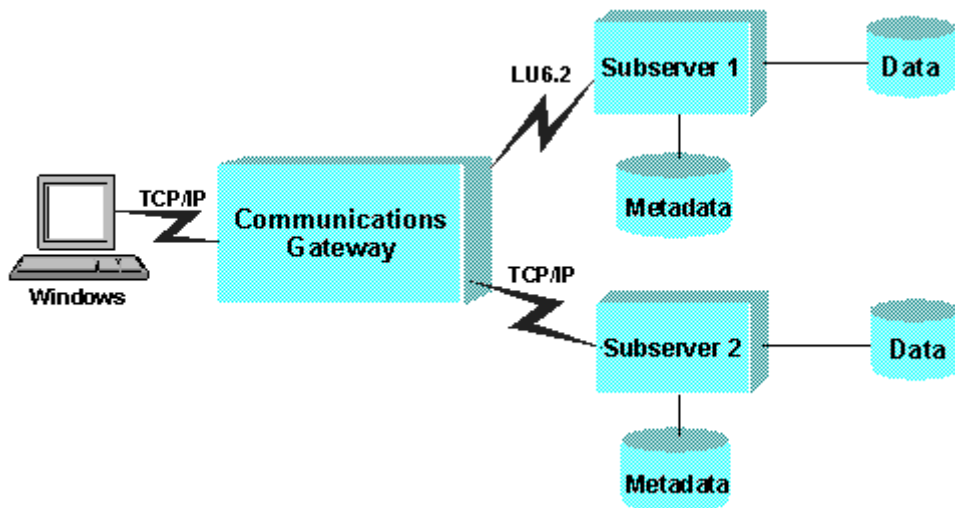 LU6.2
Subserver 1
Data
TCP/IP
Communications
Gateway
Metadata
Windows
TCP/IP
Subserver 2
Data
Metadata